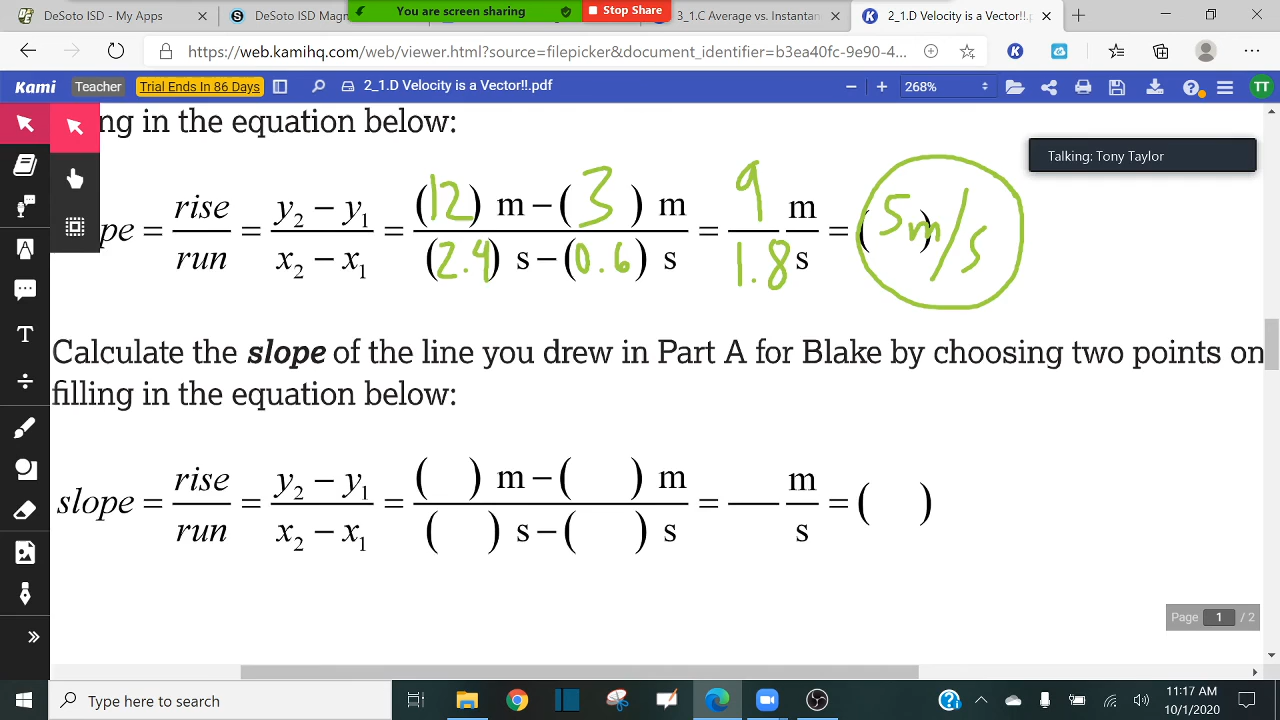 DeSoto ISD Outlo
DeSoto ISD Magne
You are screen sharing
Stop Share
3_1.C Average vs. Instantan
2_1.D Velocity is a Vector!!.p
https://web.kamihq.com/web/viewer.html?source=filepicker&document_identifier=b3ea40fc-9e90-4...
Kami Teacher Trial Ends In 86 Days 2_1.D Velocity is a Vector!!.pdf 268% TT
ng in the equation below:
Talking: Tony Taylor
pe = rise/run = (y₂ − y₁)/(x₂ − x₁) = ((12) m − (3) m)/((2.4) s − (0.6) s) = 9/1.8 m/s = (5m/s)
Calculate the slope of the line you drew in Part A for Blake by choosing two points on
filling in the equation below:
slope = rise/run = (y₂ − y₁)/(x₂ − x₁) = (( ) m − ( ) m)/(( ) s − ( ) s) = ___ m/s = ( )
Page 1 / 2
Type here to search
11:17 AM
10/1/2020